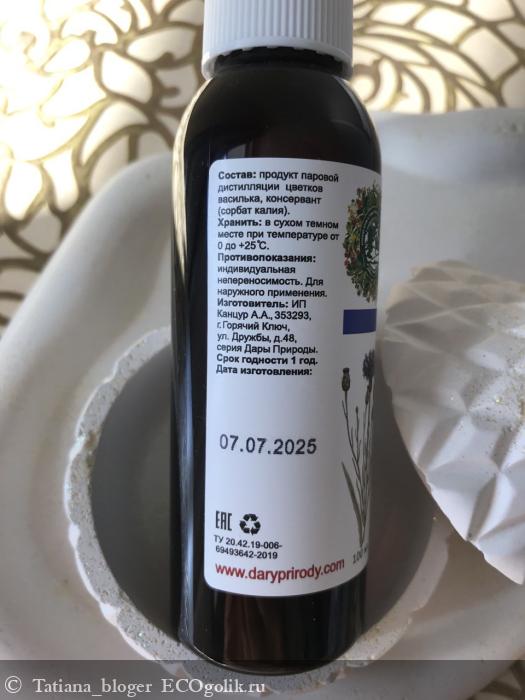 Состав: продукт паровой
дистилляции цветков
василька, консервант
(сорбат калия).
Хранить: в сухом темном
месте при температуре от
0 до +25°C.
Противопоказания:
индивидуальная
непереносимость. Для
наружного применения.
Изготовитель: ИП
Канцур А.А., 353293,
г. Горячий Ключ,
ул. Дружбы, д.48,
серия Дары Природы.
Срок годности 1 год.
Дата изготовления:
07.07.2025
EAC
ТУ 20.42.19-006-
69493642-2019
www.daryprirody.com
100
© Tatiana_bloger ECOgolik.ru